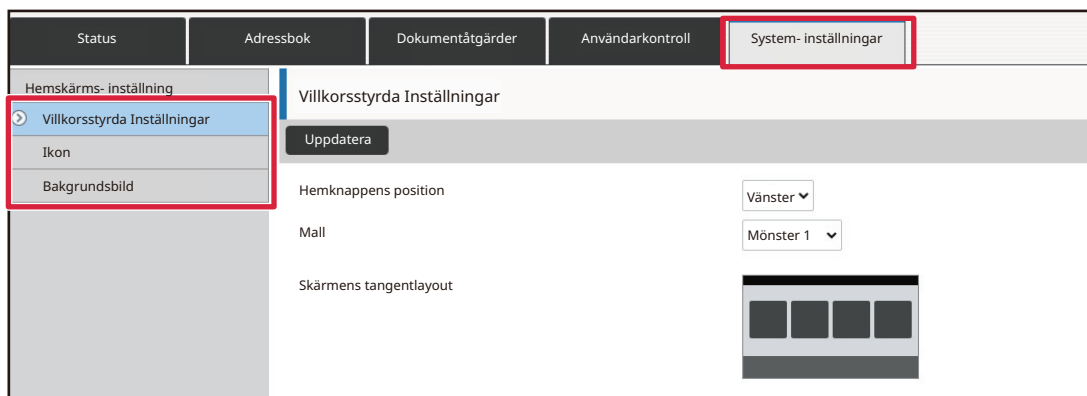 Status
Adressbok
Dokumentåtgärder
Användarkontroll
System- inställningar
Hemskärms- inställning
Villkorsstyrda Inställningar
Ikon
Bakgrundsbild
Villkorsstyrda Inställningar
Uppdatera
Hemknappens position
Vänster
Mall
Mönster 1
Skärmens tangentlayout